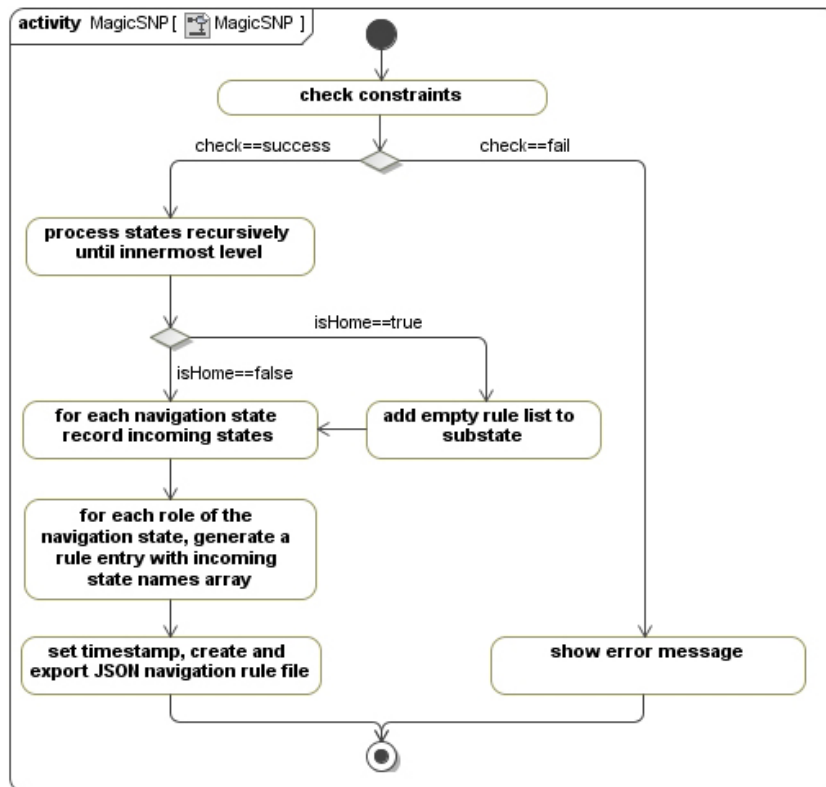 activity MagicSNP[ MagicSNP ]
check constraints
check==success
check==fail
process states recursively
until innermost level
isHome==true
isHome==false
for each navigation state
record incoming states
add empty rule list to
substate
for each role of the
navigation state, generate a
rule entry with incoming
state names array
set timestamp, create and
export JSON navigation rule file
show error message